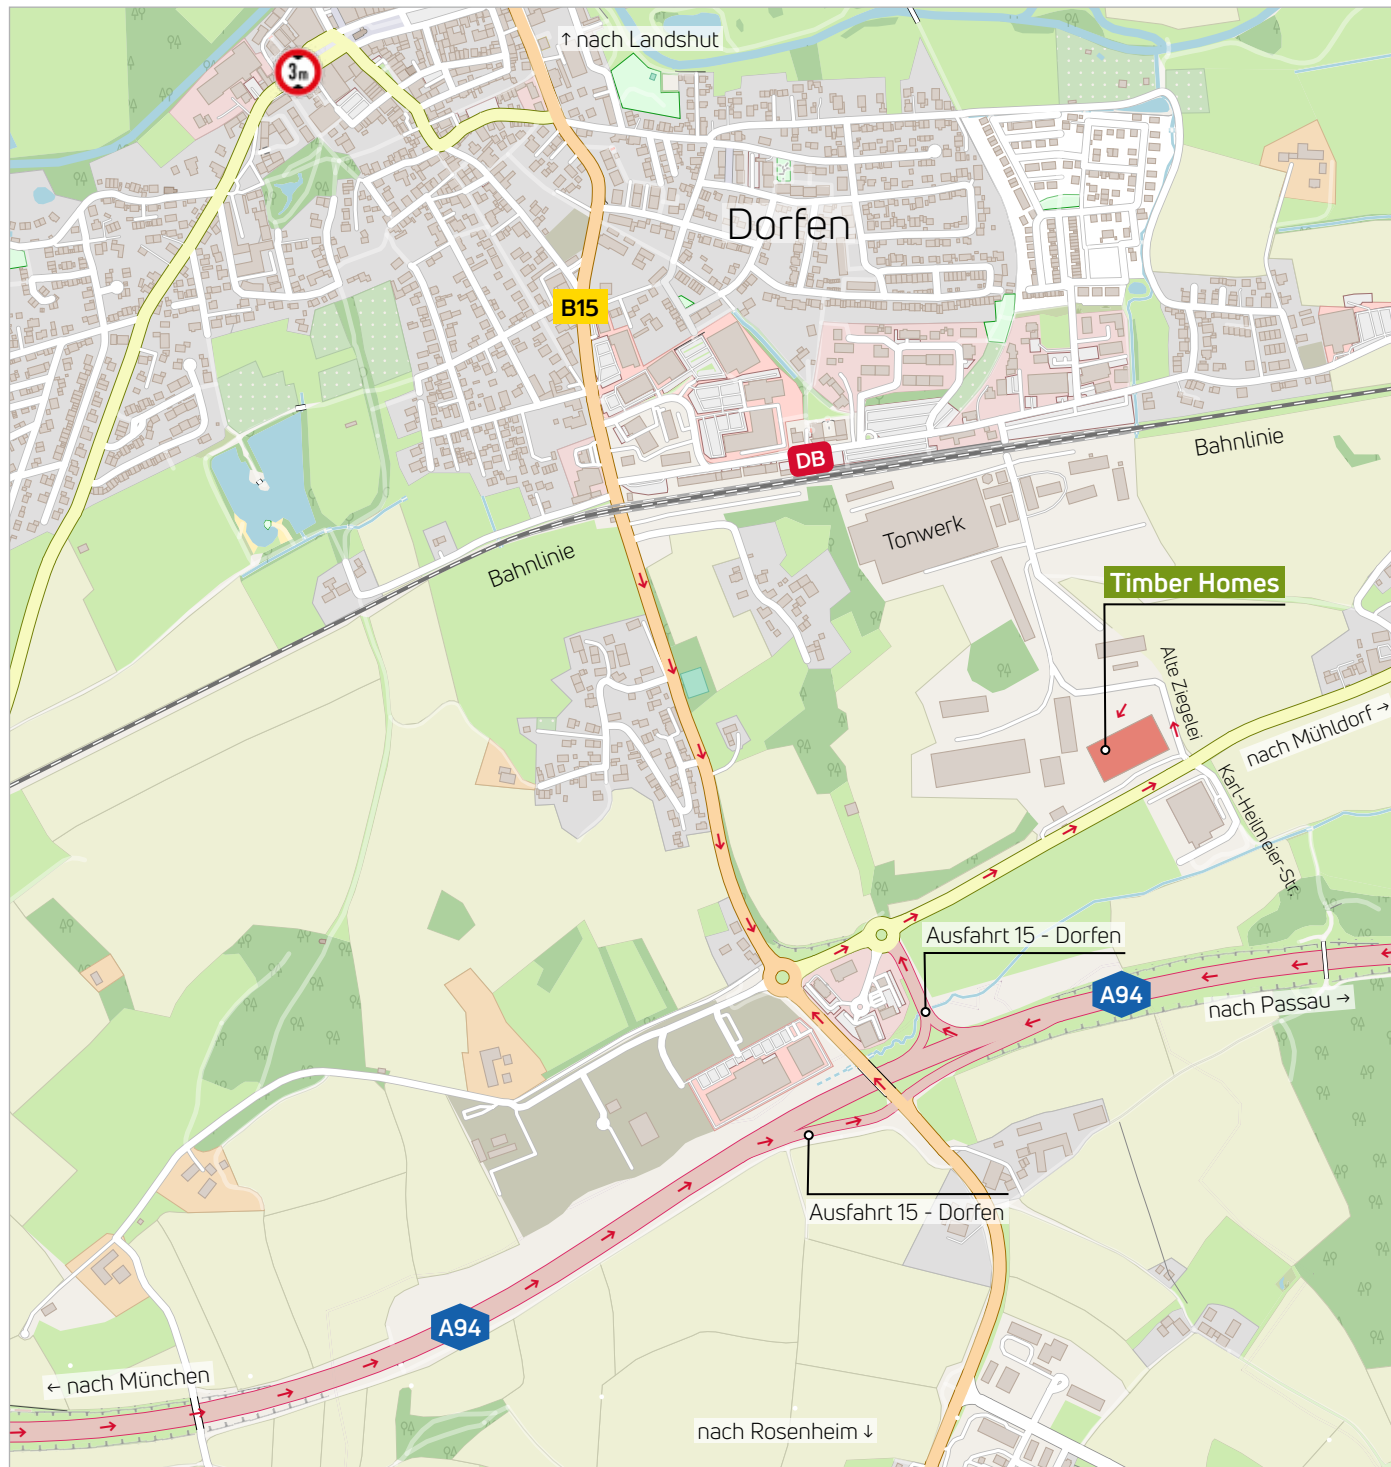 ↑ nach Landshut
3m
Dorfen
B15
Bahnlinie
DB
Tonwerk
Bahnlinie
Timber Homes
Alte Ziegelei
nach Mühldorf →
Karl-Heilmeier-Str.
Ausfahrt 15 - Dorfen
A94
nach Passau →
Ausfahrt 15 - Dorfen
A94
← nach München
nach Rosenheim ↓